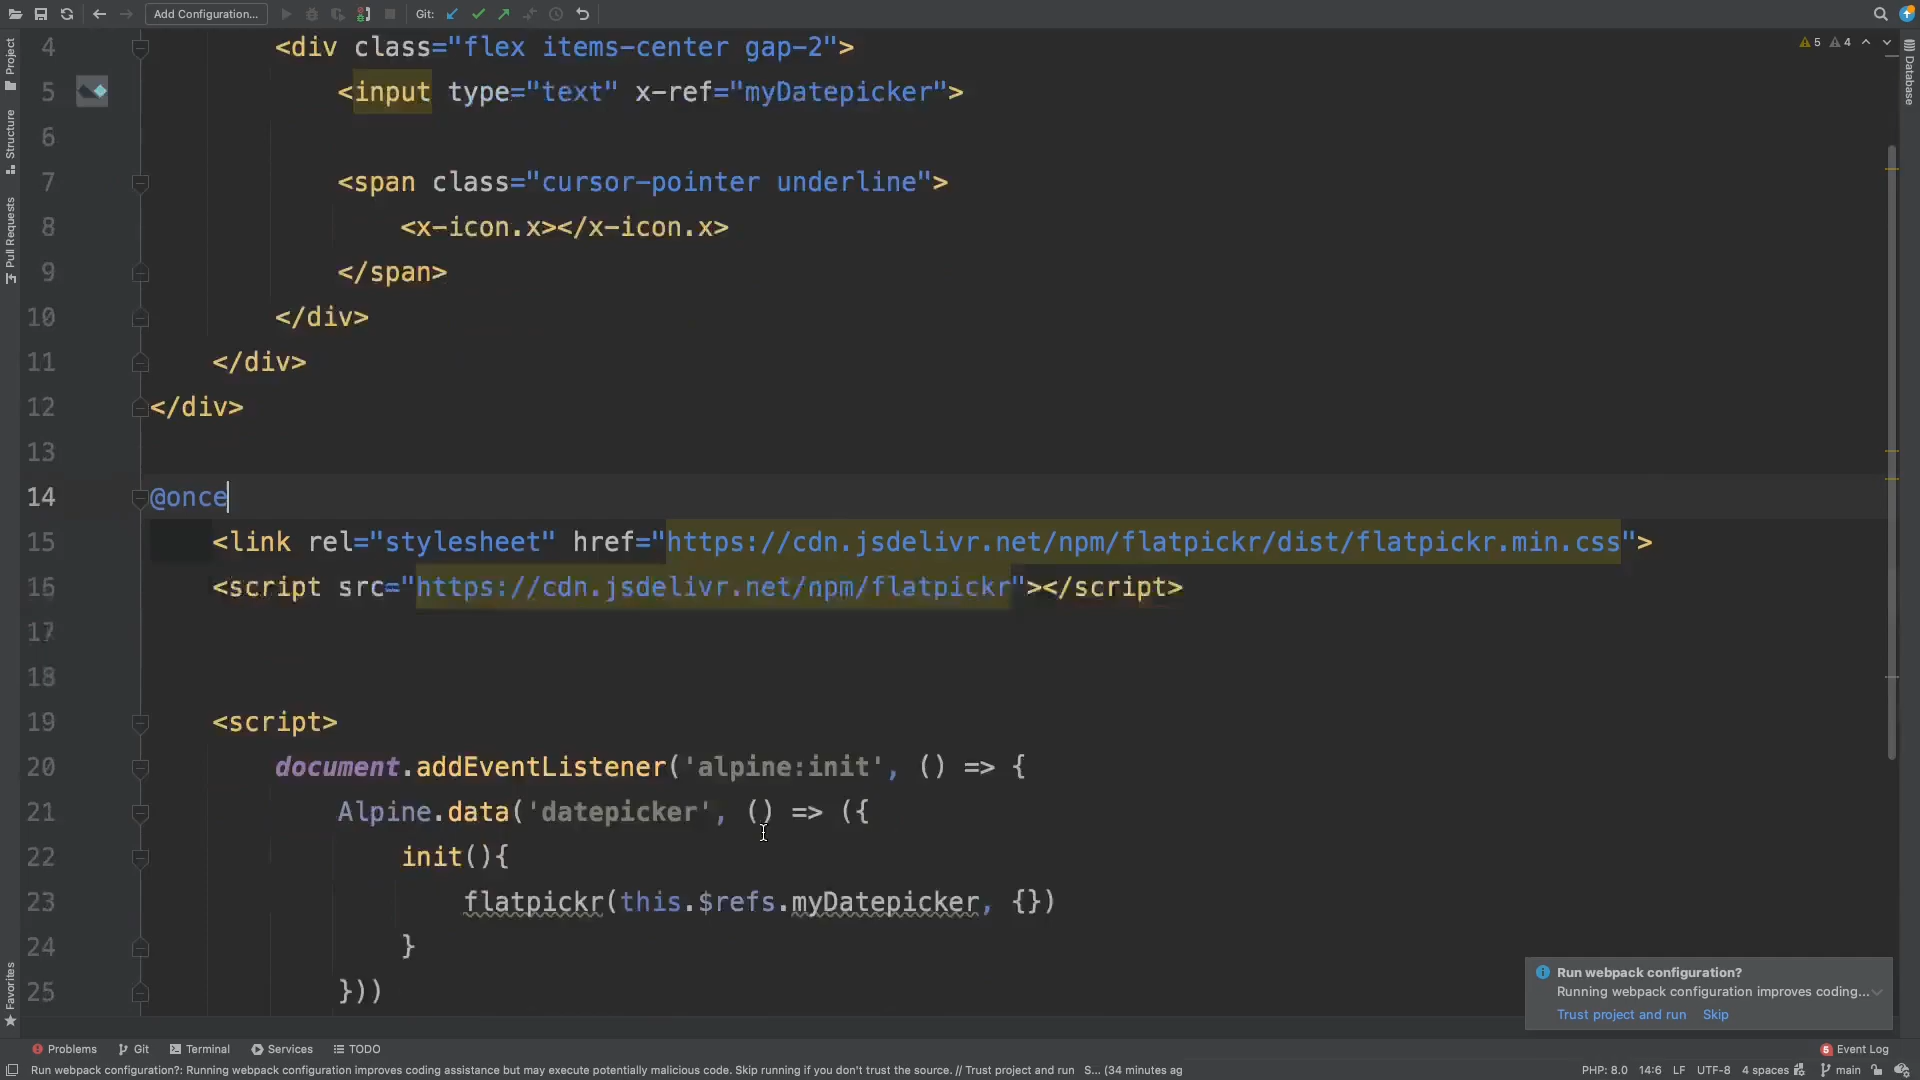 Add Configuration...
Git:
Project
Structure
Pull Requests
Favorites
Database
5 4
4 <div class="flex items-center gap-2">
5 <input type="text" x-ref="myDatepicker">
6
7 <span class="cursor-pointer underline">
8 <x-icon.x></x-icon.x>
9 </span>
10 </div>
11 </div>
12 </div>
13
14 @once
15 <link rel="stylesheet" href="https://cdn.jsdelivr.net/npm/flatpickr/dist/flatpickr.min.css">
16 <script src="https://cdn.jsdelivr.net/npm/flatpickr"></script>
17
18
19 <script>
20 document.addEventListener('alpine:init', () => {
21 Alpine.data('datepicker', () => ({
22 init(){
23 flatpickr(this.$refs.myDatepicker, {})
24 }
25 }))
Run webpack configuration?
Running webpack configuration improves coding...
Trust project and run Skip
Problems Git Terminal Services TODO 5 Event Log
Run webpack configuration?: Running webpack configuration improves coding assistance but may execute potentially malicious code. Skip running if you don't trust the source. // Trust project and run S... (34 minutes ag PHP: 8.0 14:6 LF UTF-8 4 spaces main